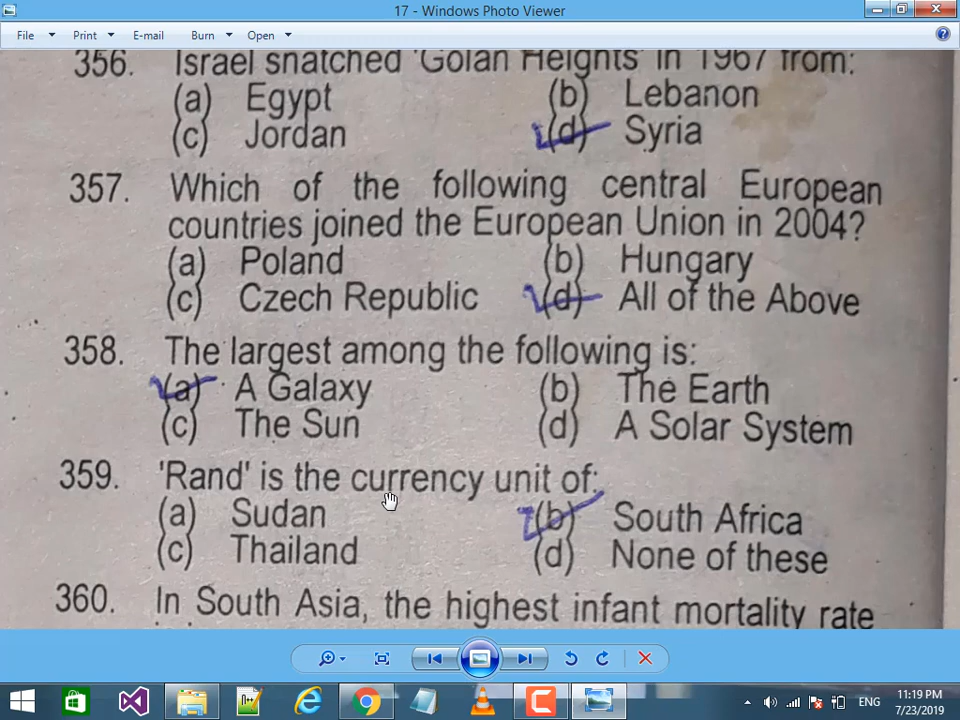 17 - Windows Photo Viewer
File Print E-mail Burn Open
356. Israel snatched 'Golan Heights' in 1967 from:
(a) Egypt (b) Lebanon
(c) Jordan (d) Syria
357. Which of the following central European
countries joined the European Union in 2004?
(a) Poland (b) Hungary
(c) Czech Republic (d) All of the Above
358. The largest among the following is:
(a) A Galaxy (b) The Earth
(c) The Sun (d) A Solar System
359. 'Rand' is the currency unit of:
(a) Sudan (b) South Africa
(c) Thailand (d) None of these
360. In South Asia, the highest infant mortality rate
ENG
11:19 PM
7/23/2019